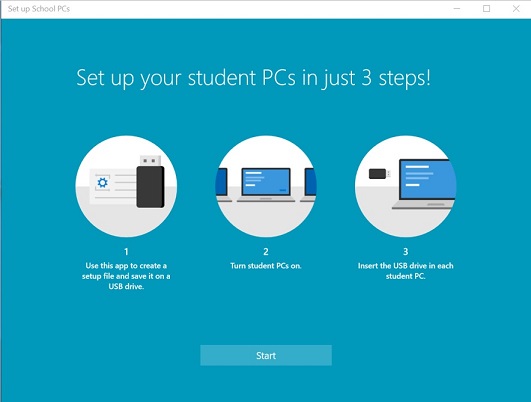 Set up School PCs
Set up your student PCs in just 3 steps!
1
Use this app to create a
setup file and save it on a
USB drive.
2
Turn student PCs on.
3
Insert the USB drive in each
student PC.
Start